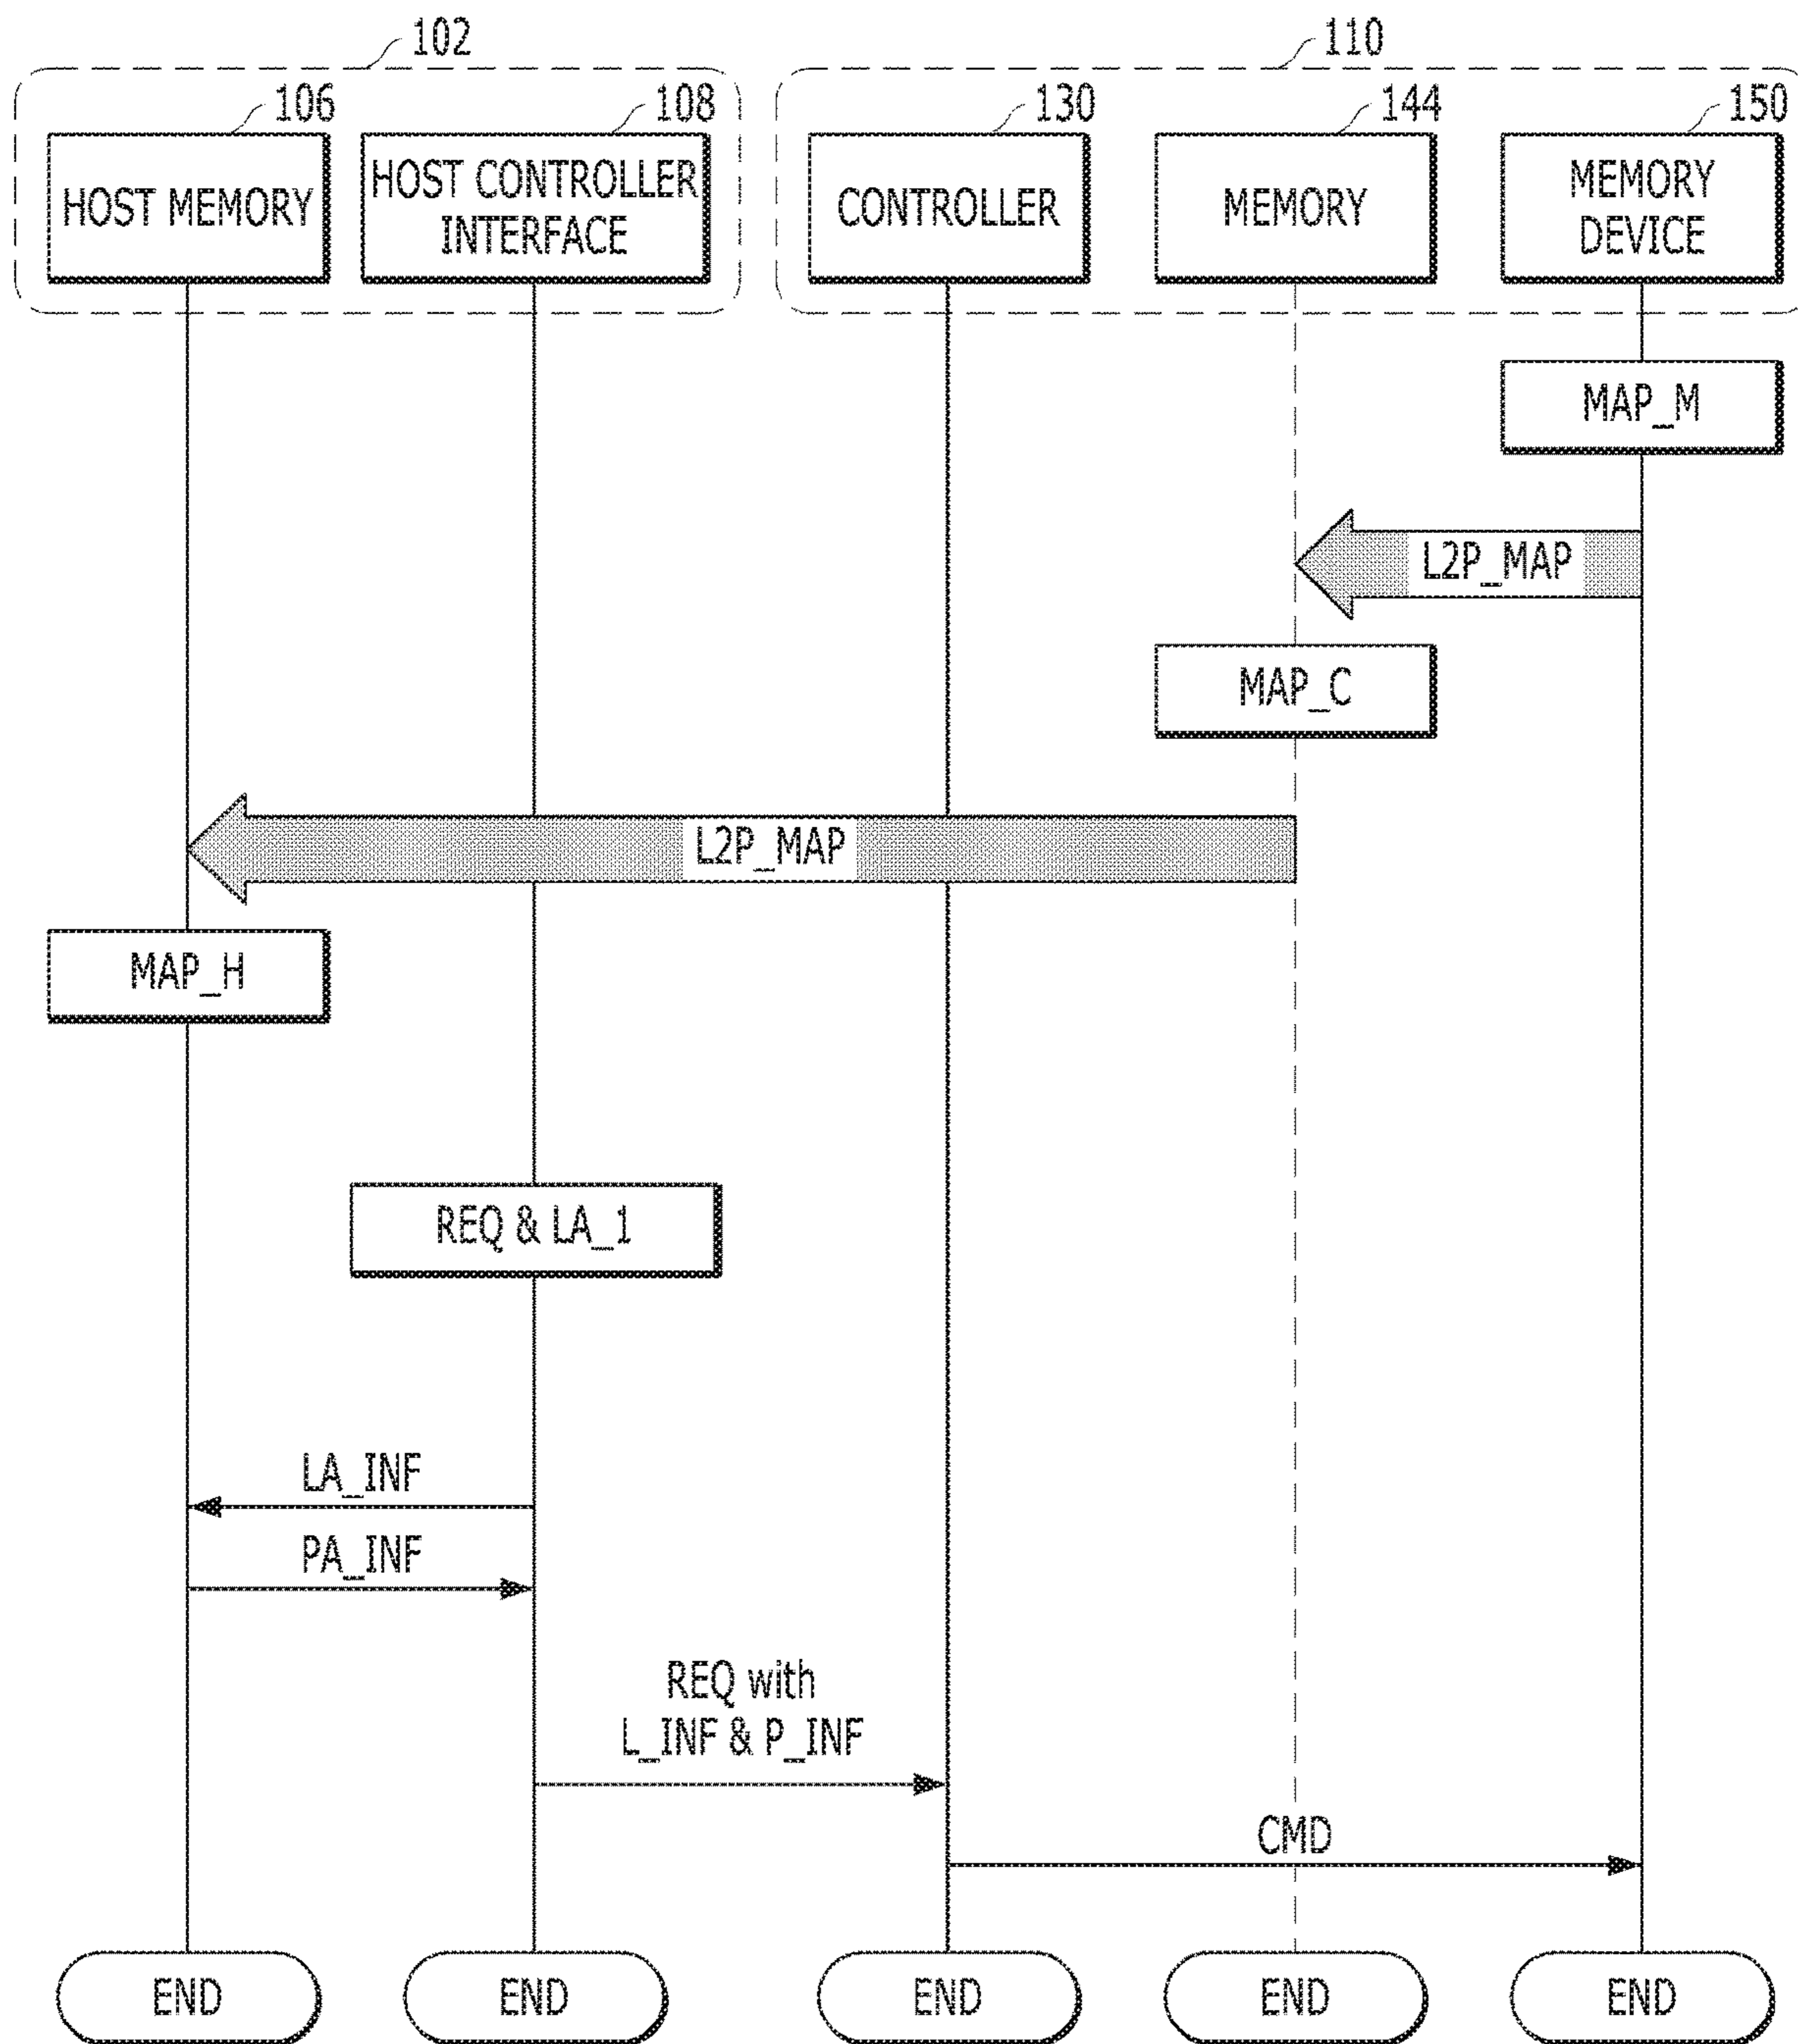 102
110
106
108
130
144
150
HOST MEMORY
HOST CONTROLLER
INTERFACE
CONTROLLER
MEMORY
MEMORY
DEVICE
MAP_M
L2P_MAP
MAP_C
L2P_MAP
MAP_H
REQ & LA_1
LA_INF
PA_INF
REQ with
L_INF & P_INF
CMD
END
END
END
END
END